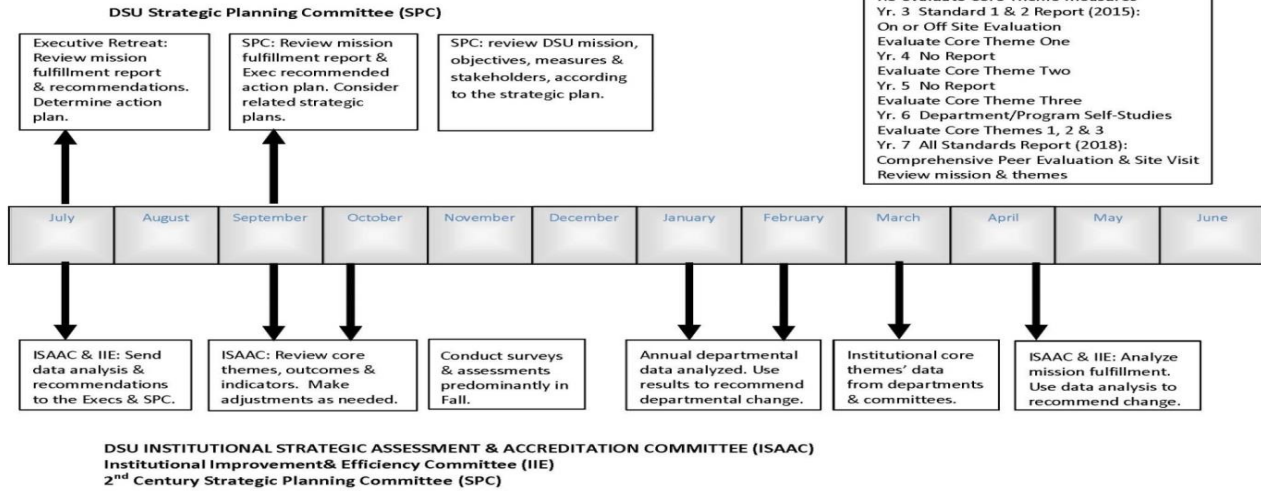 DSU Strategic Planning Committee (SPC)
Executive Retreat:
Review mission
fulfillment report
& recommendations.
Determine action
plan.
SPC: Review mission
fulfillment report &
Exec recommended
action plan. Consider
related strategic
plans.
SPC: review DSU mission,
objectives, measures &
stakeholders, according
to the strategic plan.
Yr. 3 Standard 1 & 2 Report (2015):
On or Off Site Evaluation
Evaluate Core Theme One
Yr. 4 No Report
Evaluate Core Theme Two
Yr. 5 No Report
Evaluate Core Theme Three
Yr. 6 Department/Program Self-Studies
Evaluate Core Themes 1, 2 & 3
Yr. 7 All Standards Report (2018):
Comprehensive Peer Evaluation & Site Visit
Review mission & themes
July August September October November December January February March April May June
ISAAC & IIE: Send
data analysis &
recommendations
to the Execs & SPC.
ISAAC: Review core
themes, outcomes &
indicators. Make
adjustments as needed.
Conduct surveys
& assessments
predominantly in
Fall.
Annual departmental
data analyzed. Use
results to recommend
departmental change.
Institutional core
themes' data
from departments
& committees.
ISAAC & IIE: Analyze
mission fulfillment.
Use data analysis to
recommend change.
DSU INSTITUTIONAL STRATEGIC ASSESSMENT & ACCREDITATION COMMITTEE (ISAAC)
Institutional Improvement& Efficiency Committee (IIE)
2nd Century Strategic Planning Committee (SPC)